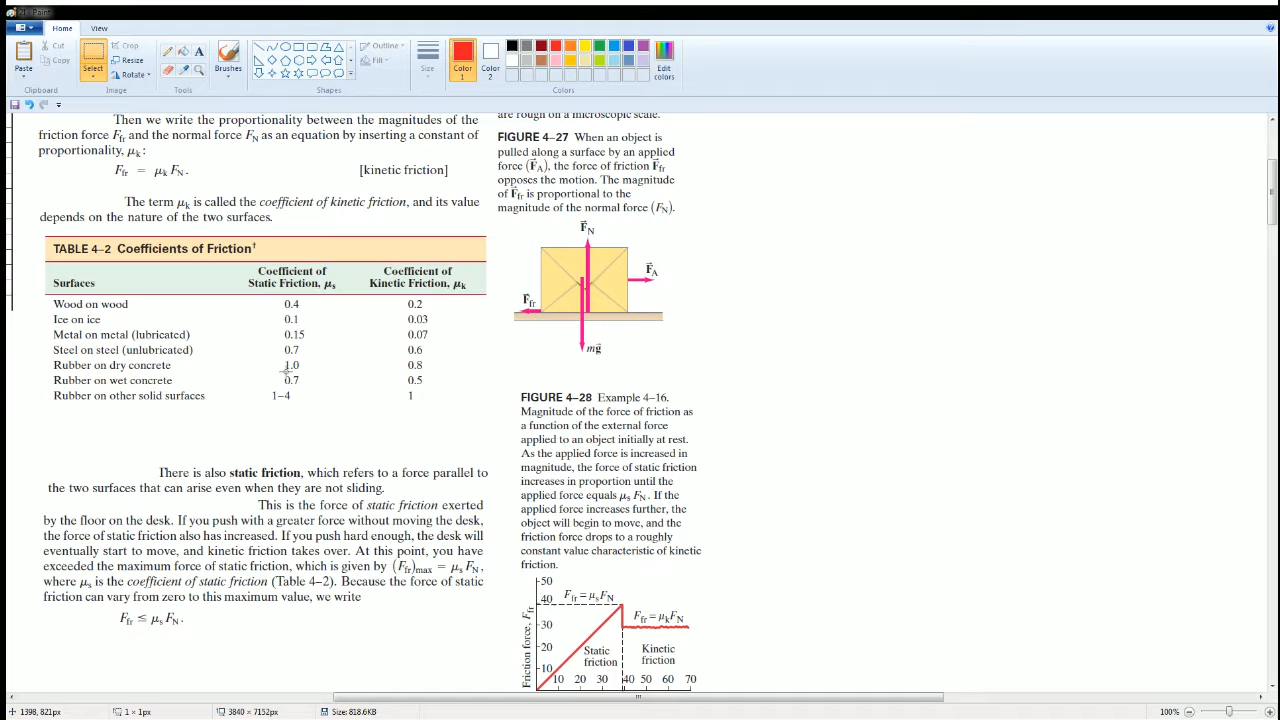 21 - Paint
Home View
Paste
Cut
Copy
Clipboard
Select
Crop
Resize
Rotate
Image
A
Tools
Brushes
Shapes
Outline
Fill
Size
Color 1
Color 2
Edit colors
Colors
Then we write the proportionality between the magnitudes of the
friction force Ffr and the normal force FN as an equation by inserting a constant of
proportionality, μk:
Ffr = μk FN. [kinetic friction]
The term μk is called the coefficient of kinetic friction, and its value
depends on the nature of the two surfaces.
TABLE 4–2 Coefficients of Friction†
Surfaces Coefficient of Static Friction, μs Coefficient of Kinetic Friction, μk
Wood on wood 0.4 0.2
Ice on ice 0.1 0.03
Metal on metal (lubricated) 0.15 0.07
Steel on steel (unlubricated) 0.7 0.6
Rubber on dry concrete 1.0 0.8
Rubber on wet concrete 0.7 0.5
Rubber on other solid surfaces 1–4 1
There is also static friction, which refers to a force parallel to
the two surfaces that can arise even when they are not sliding.
This is the force of static friction exerted
by the floor on the desk. If you push with a greater force without moving the desk,
the force of static friction also has increased. If you push hard enough, the desk will
eventually start to move, and kinetic friction takes over. At this point, you have
exceeded the maximum force of static friction, which is given by (Ffr)max = μs FN,
where μs is the coefficient of static friction (Table 4–2). Because the force of static
friction can vary from zero to this maximum value, we write
Ffr ≤ μs FN.
are rough on a microscopic scale.
FIGURE 4–27 When an object is
pulled along a surface by an applied
force (F⃗A), the force of friction F⃗fr
opposes the motion. The magnitude
of F⃗fr is proportional to the
magnitude of the normal force (FN).
F⃗N
F⃗A
F⃗fr
mg⃗
FIGURE 4–28 Example 4–16.
Magnitude of the force of friction as
a function of the external force
applied to an object initially at rest.
As the applied force is increased in
magnitude, the force of static friction
increases in proportion until the
applied force equals μs FN. If the
applied force increases further, the
object will begin to move, and the
friction force drops to a roughly
constant value characteristic of kinetic
friction.
50
40
30
20
10
Friction force, Ffr
Ffr = μsFN
Ffr = μkFN
Static friction
Kinetic friction
10 20 30 40 50 60 70
1398, 821px 1 × 1px 3840 × 7152px Size: 818.6KB 100%